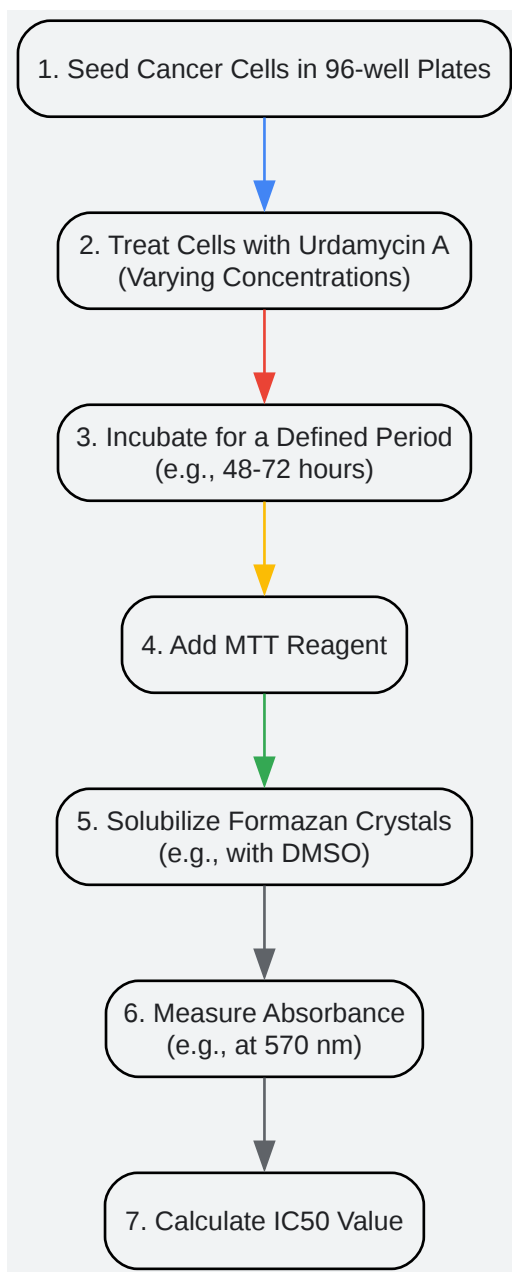 1. Seed Cancer Cells in 96-well Plates
2. Treat Cells with Urdamycin A
(Varying Concentrations)
3. Incubate for a Defined Period
(e.g., 48-72 hours)
4. Add MTT Reagent
5. Solubilize Formazan Crystals
(e.g., with DMSO)
6. Measure Absorbance
(e.g., at 570 nm)
7. Calculate IC50 Value